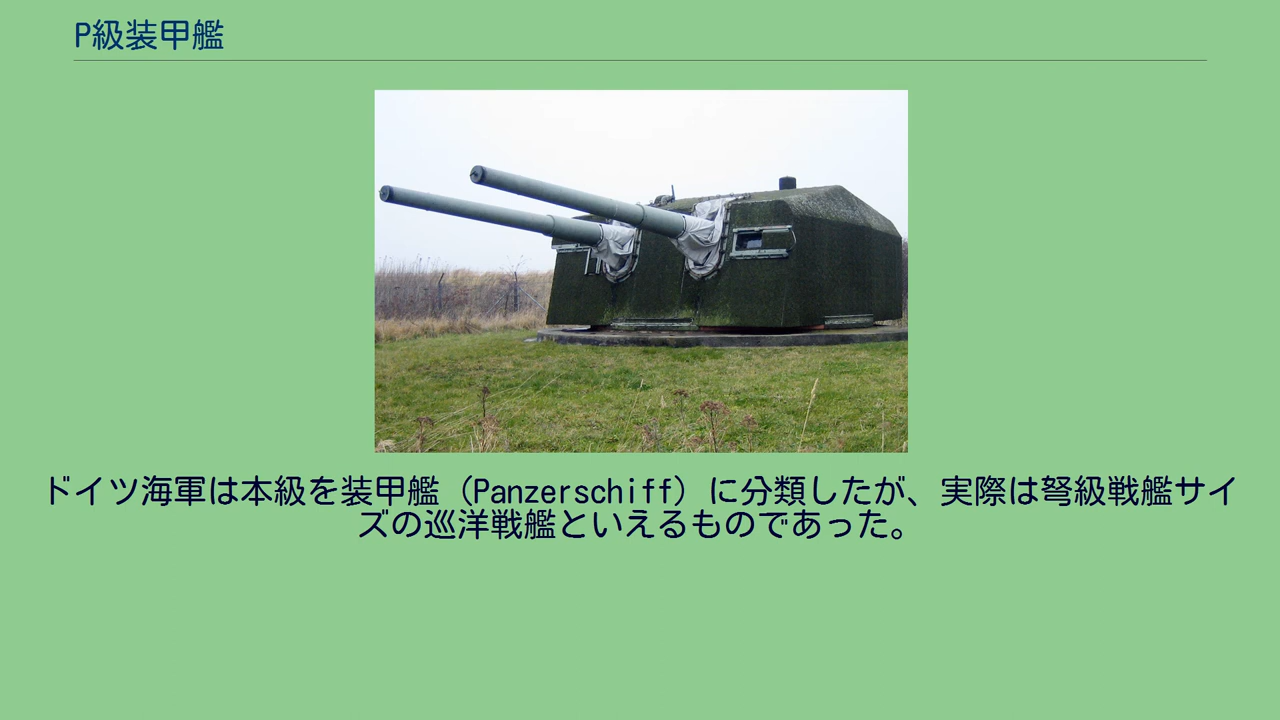 P級装甲艦
ドイツ海軍は本級を装甲艦（Panzerschiff）に分類したが、実際は弩級戦艦サイ
ズの巡洋戦艦といえるものであった。